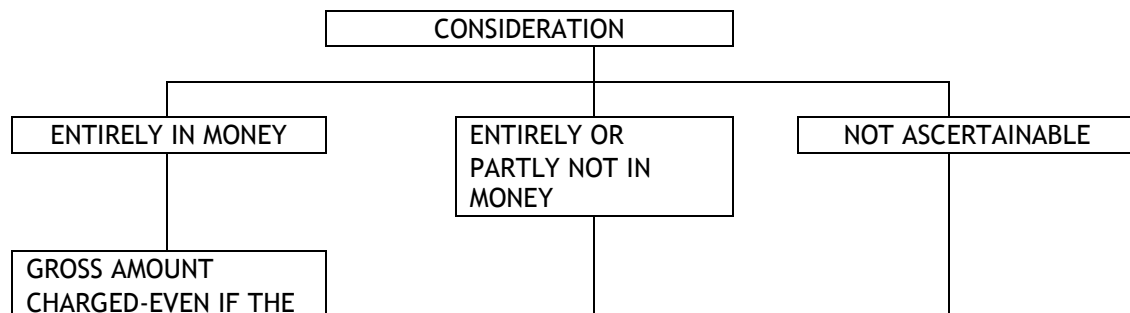 CONSIDERATION
ENTIRELY IN MONEY
ENTIRELY OR
PARTLY NOT IN
MONEY
NOT ASCERTAINABLE
GROSS AMOUNT
CHARGED-EVEN IF THE